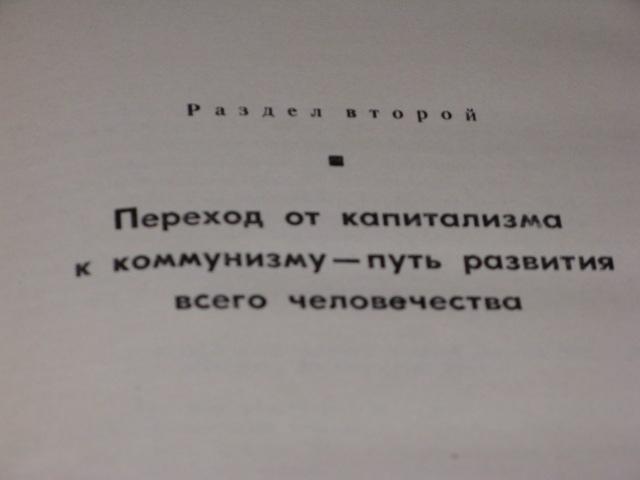 Раздел второй
Переход от капитализма
к коммунизму—путь развития
всего человечества